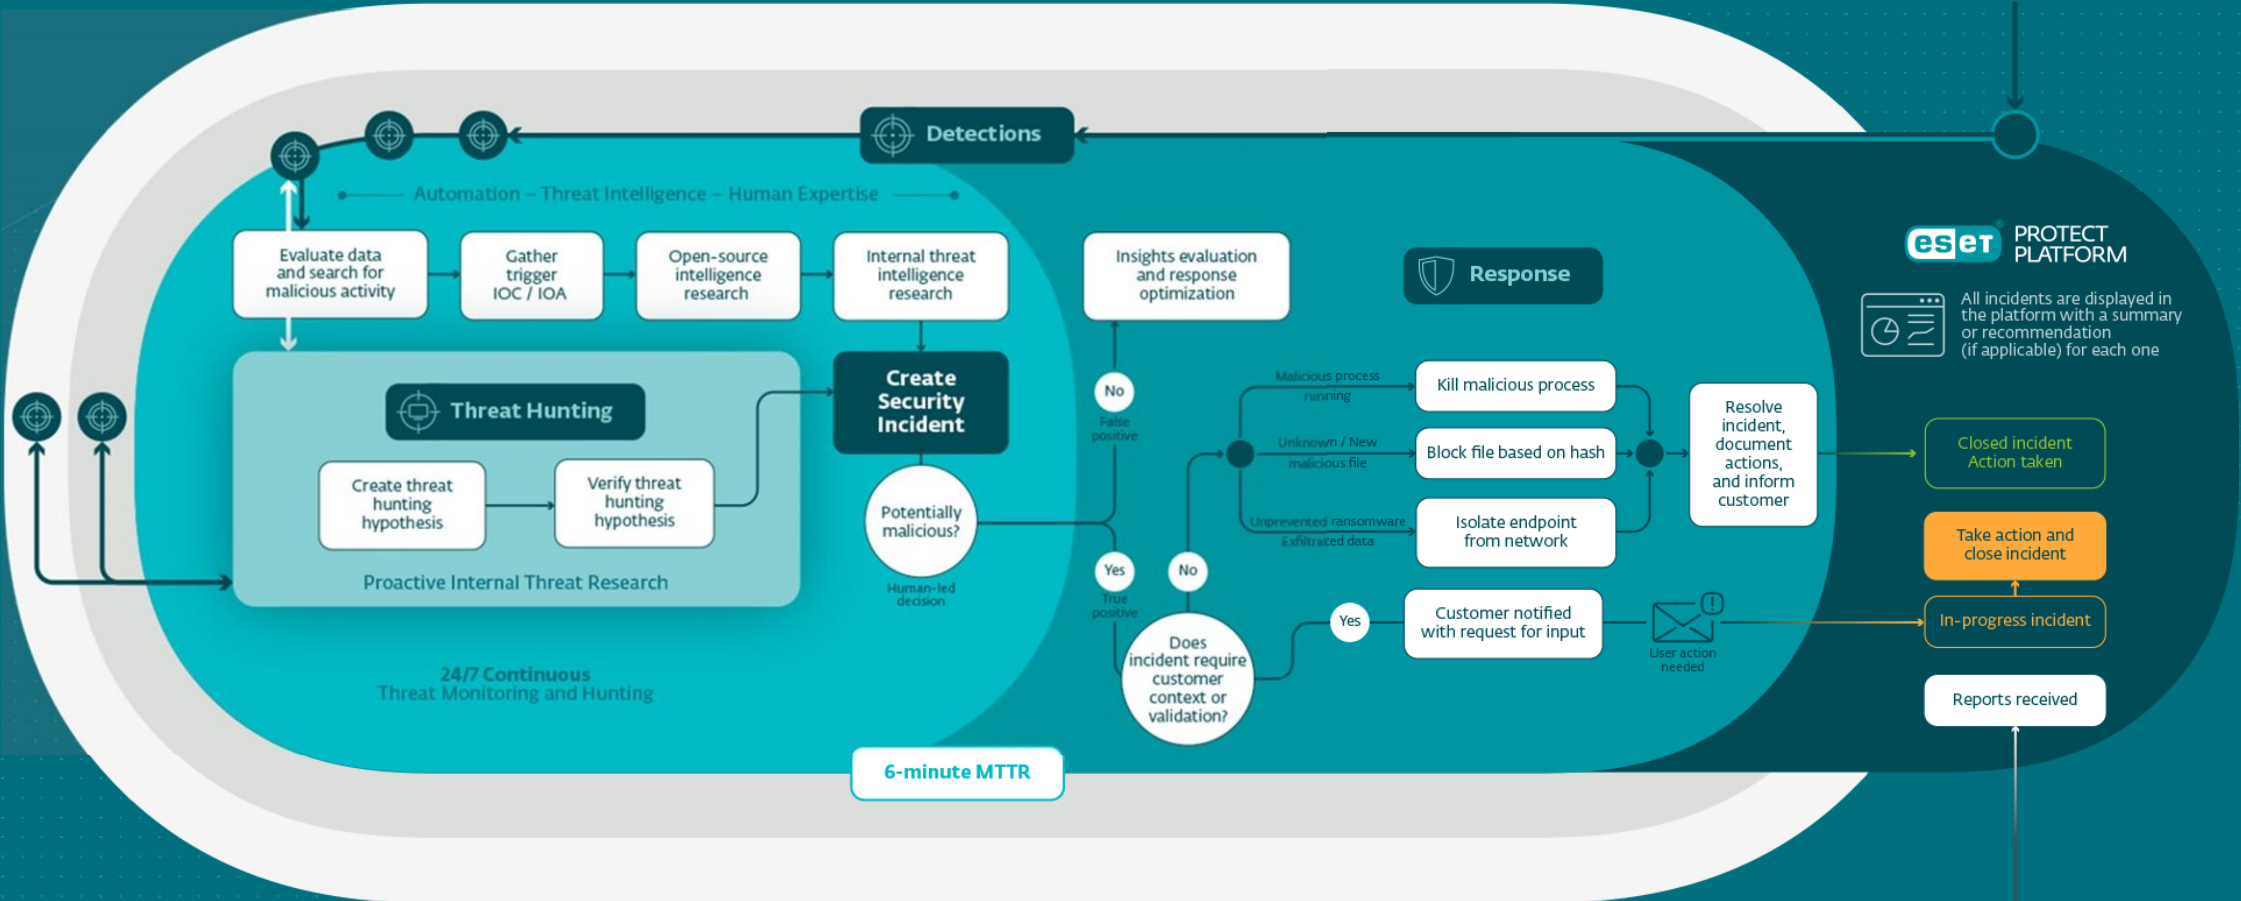 Detections
Automation – Threat Intelligence – Human Expertise
Evaluate data
and search for
malicious activity
Gather
trigger
IOC / IOA
Open-source
intelligence
research
Internal threat
intelligence
research
Threat Hunting
Create threat
hunting
hypothesis
Verify threat
hunting
hypothesis
Proactive Internal Threat Research
24/7 Continuous
Threat Monitoring and Hunting
Create
Security
Incident
Potentially
malicious?
Human-led
decision
6-minute MTTR
Insights evaluation
and response
optimization
No
False
positive
Yes
True
positive
Does
incident require
customer
context or
validation?
No
Yes
Response
Malicious process
running
Kill malicious process
Unknown / New
malicious file
Block file based on hash
Unprevented ransomware
Exfiltrated data
Isolate endpoint
from network
Resolve
incident,
document
actions,
and inform
customer
Customer notified
with request for input
User action
needed
eseT®
PROTECT
PLATFORM
All incidents are displayed in
the platform with a summary
or recommendation
(if applicable) for each one
Closed incident
Action taken
Take action and
close incident
In-progress incident
Reports received